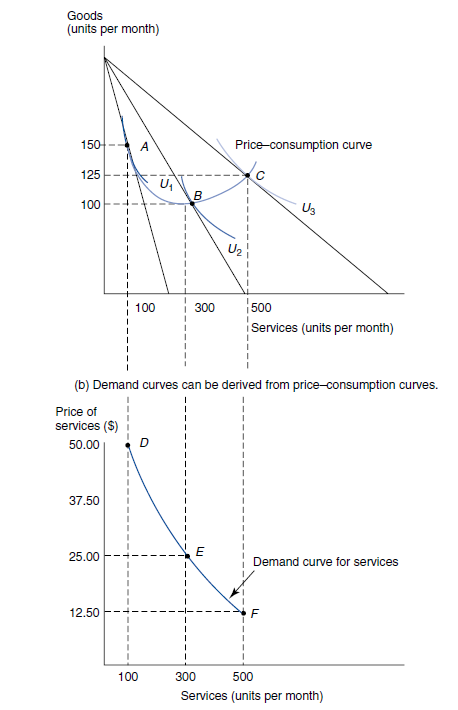 Goods
(units per month)
150
A
Price–consumption curve
125
C
U1
B
100
U3
U2
100
300
500
Services (units per month)
(b) Demand curves can be derived from price–consumption curves.
Price of
services ($)
50.00
D
37.50
25.00
E
Demand curve for services
12.50
F
100
300
500
Services (units per month)